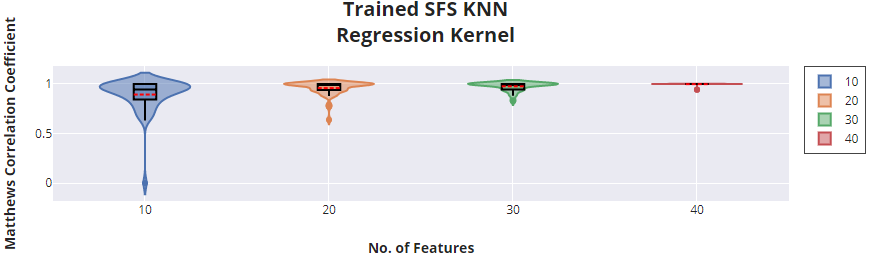 Trained SFS KNN
Regression Kernel
Matthews Correlation Coefficient
1
0.5
0
10
20
30
40
No. of Features
10
20
30
40